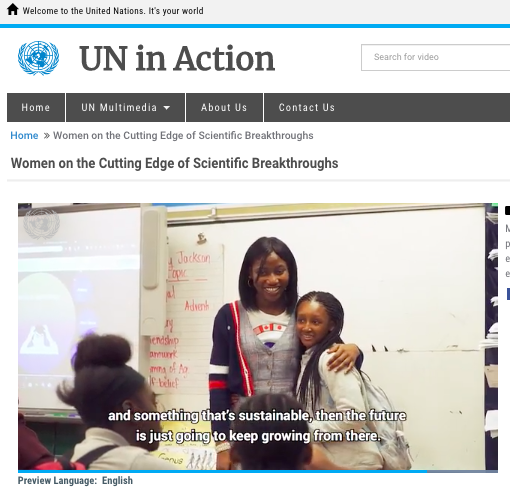 Welcome to the United Nations. It's your world
UN in Action
Search for video
Home
UN Multimedia
About Us
Contact Us
Home » Women on the Cutting Edge of Scientific Breakthroughs
Women on the Cutting Edge of Scientific Breakthroughs
Jackson
Topic
Advent
and something that's sustainable, then the future
is just going to keep growing from there.
Preview Language: English